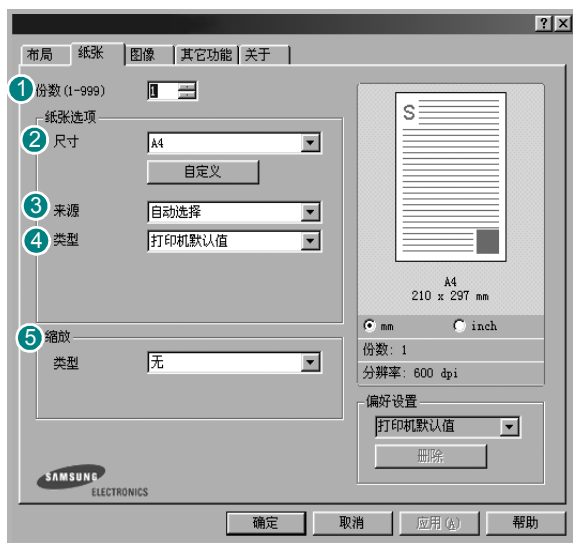 布局 纸张 图像 其它功能 关于
1 份数 (1-999) 1
纸张选项
2 尺寸 A4
自定义
3 来源 自动选择
4 类型 打印机默认值
5 缩放
类型 无
S
A4
210 x 297 mm
mm inch
份数: 1
分辨率: 600 dpi
偏好设置
打印机默认值
删除
SAMSUNG
ELECTRONICS
确定 取消 应用(A) 帮助